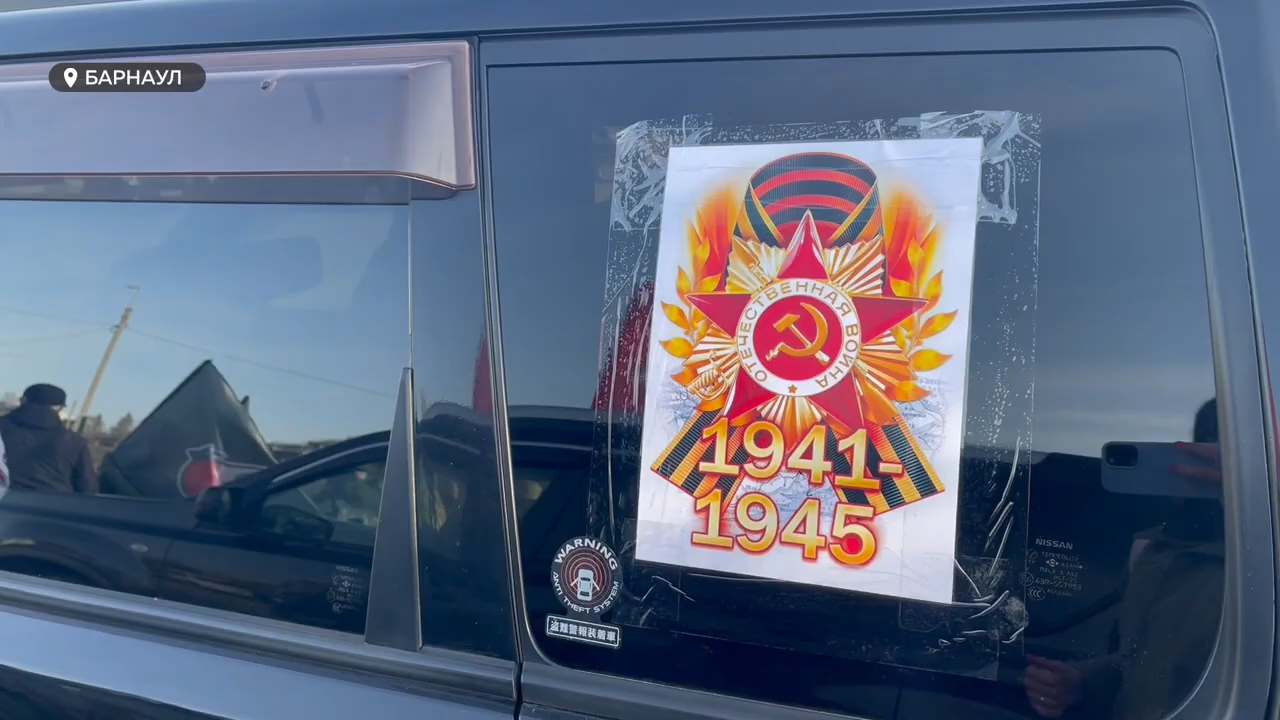 БАРНАУЛ
ОТЕЧЕСТВЕННАЯ ВОЙНА
1941-
1945
WARNING
ANTI THEFT SYSTEM
盗難警報装着車
NISSAN